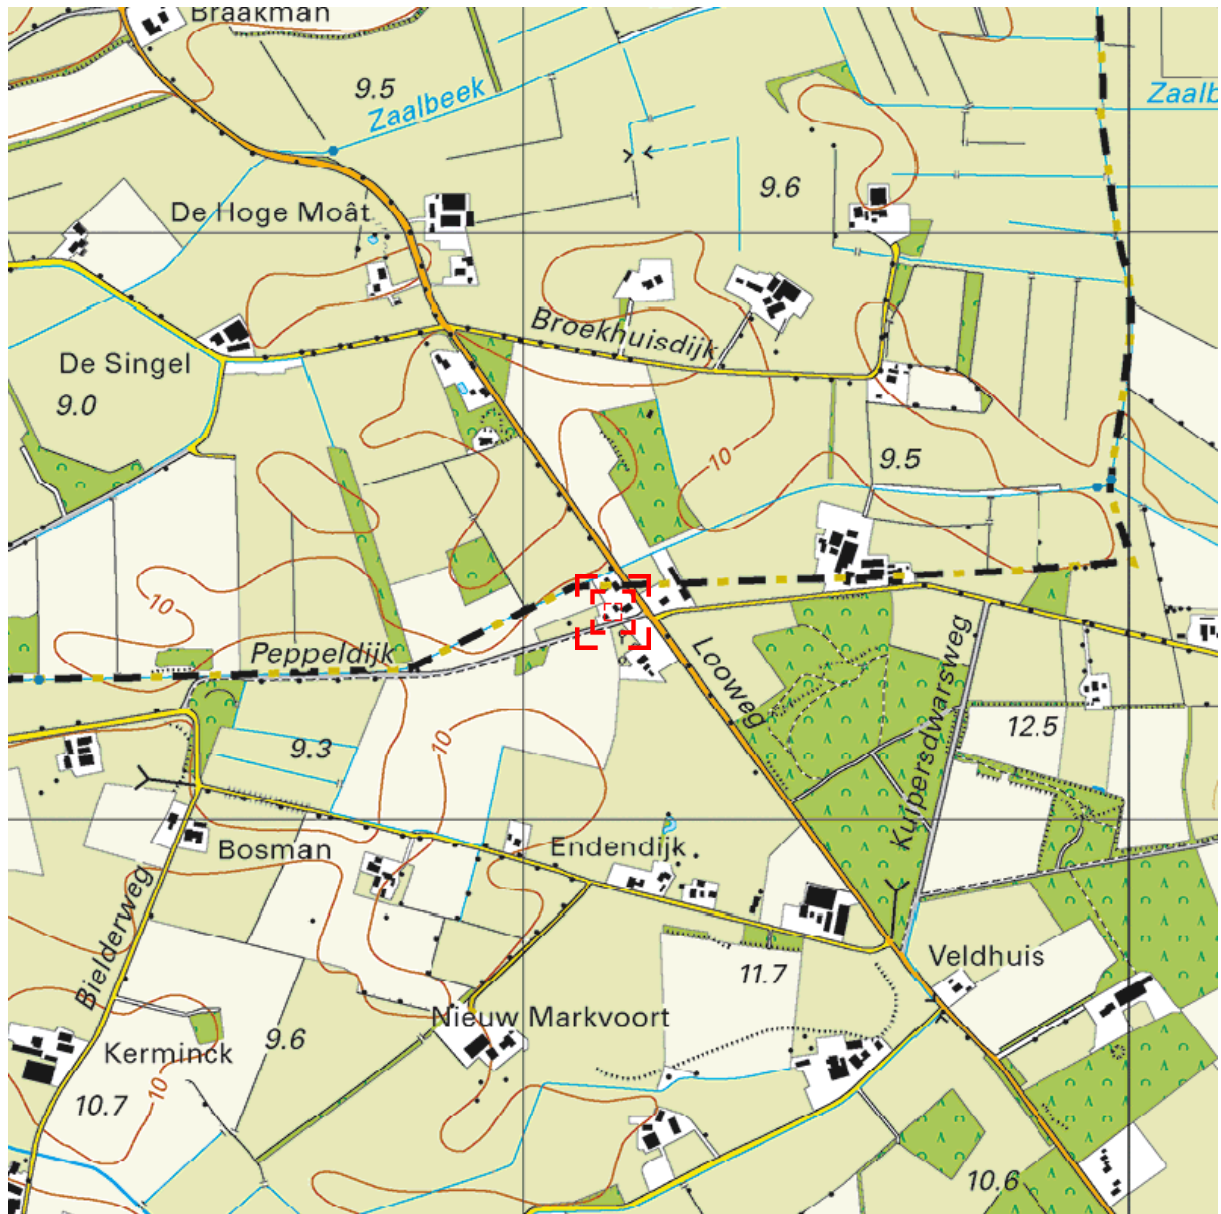 Braakman
9.5
Zaalbeek
Zaalb
9.6
De Hoge Moât
Broekhuisdijk
De Singel
9.0
10
9.5
10
Peppeldijk
Looweg
Kuipersdwarsweg
12.5
9.3
10
Bosman
Endendijk
Bielderweg
Veldhuis
11.7
Nieuw Markvoort
9.6
Kerminck
10
10.7
10.6